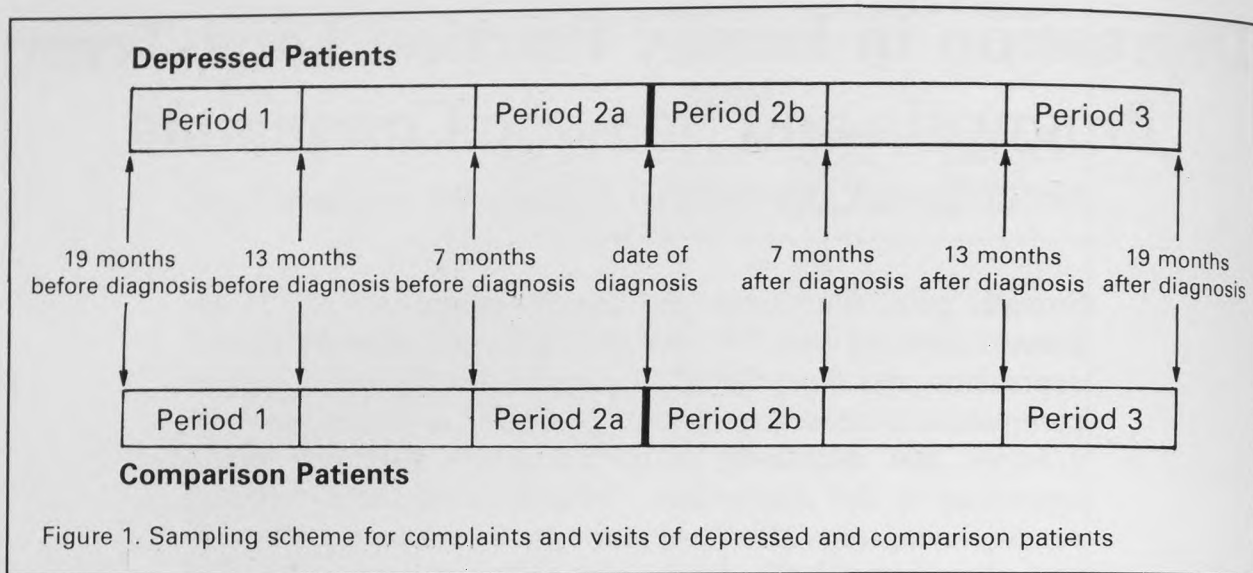 Depressed Patients
Period 1 Period 2a Period 2b Period 3
19 months before diagnosis
13 months before diagnosis
7 months before diagnosis
date of diagnosis
7 months after diagnosis
13 months after diagnosis
19 months after diagnosis
Period 1 Period 2a Period 2b Period 3
Comparison Patients
Figure 1. Sampling scheme for complaints and visits of depressed and comparison patients